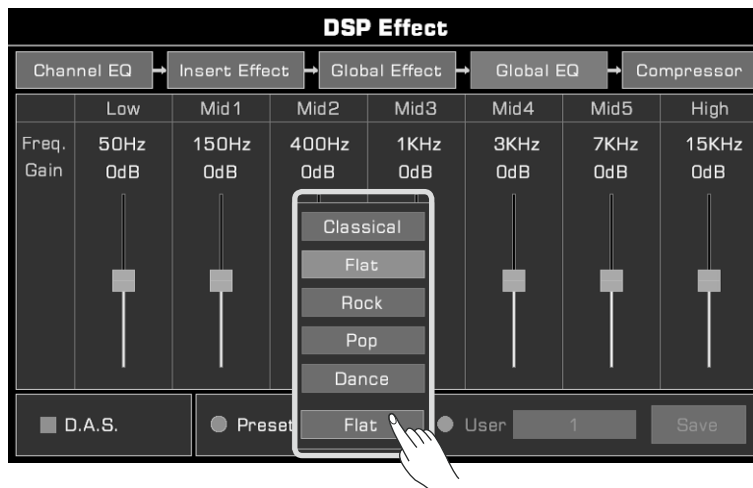 DSP Effect
Channel EQ Insert Effect Global Effect Global EQ Compressor
Low Mid1 Mid2 Mid3 Mid4 Mid5 High
Freq. 50Hz 150Hz 400Hz 1KHz 3KHz 7KHz 15KHz
Gain 0dB 0dB 0dB 0dB 0dB 0dB 0dB
Classical
Flat
Rock
Pop
Dance
D.A.S. Preset Flat User 1 Save